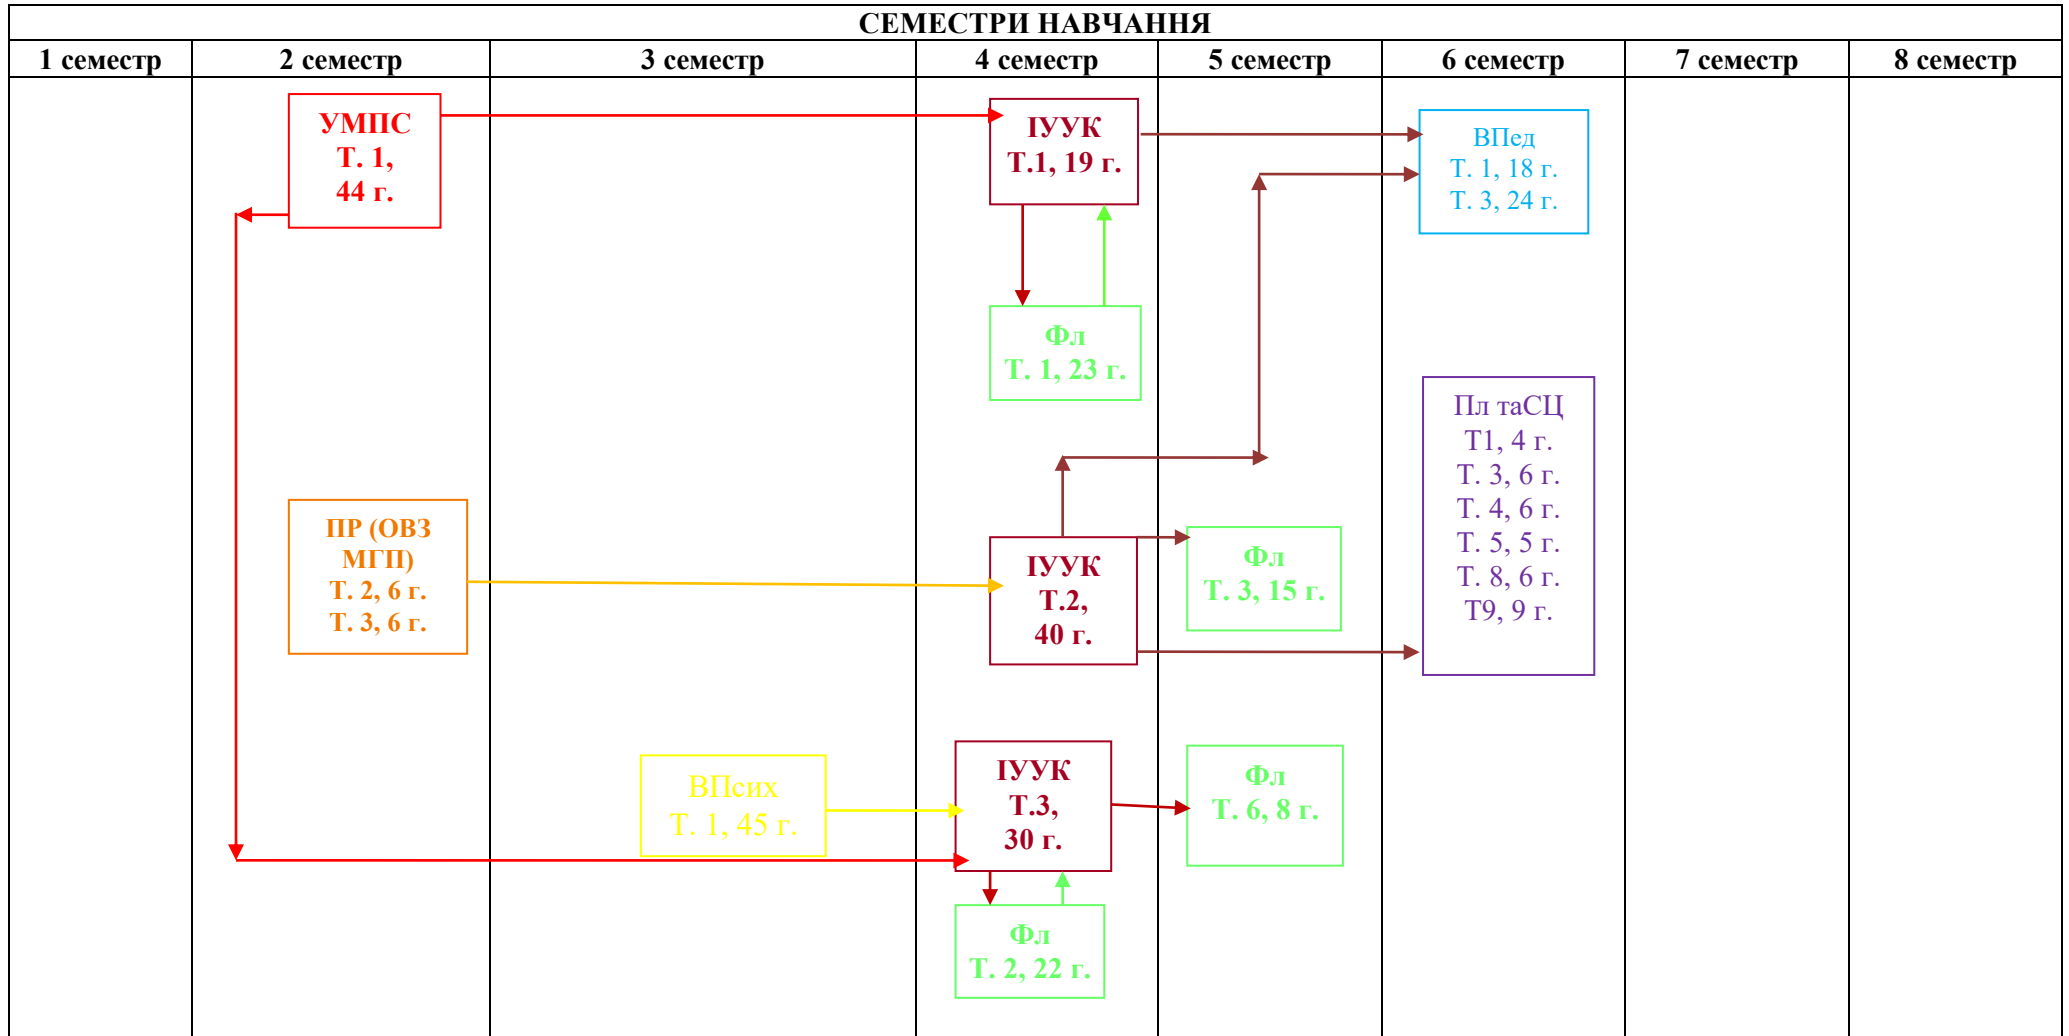 СЕМЕСТРИ НАВЧАННЯ
1 семестр 2 семестр 3 семестр 4 семестр 5 семестр 6 семестр 7 семестр 8 семестр
УМПС
Т. 1,
44 г.
ІУУК
Т.1, 19 г.
ВПед
Т. 1, 18 г.
Т. 3, 24 г.
Фл
Т. 1, 23 г.
Пл таСЦ
Т1, 4 г.
Т. 3, 6 г.
Т. 4, 6 г.
Т. 5, 5 г.
Т. 8, 6 г.
Т9, 9 г.
ПР (ОВЗ
МГП)
Т. 2, 6 г.
Т. 3, 6 г.
ІУУК
Т.2,
40 г.
Фл
Т. 3, 15 г.
ВПсих
Т. 1, 45 г.
ІУУК
Т.3,
30 г.
Фл
Т. 6, 8 г.
Фл
Т. 2, 22 г.